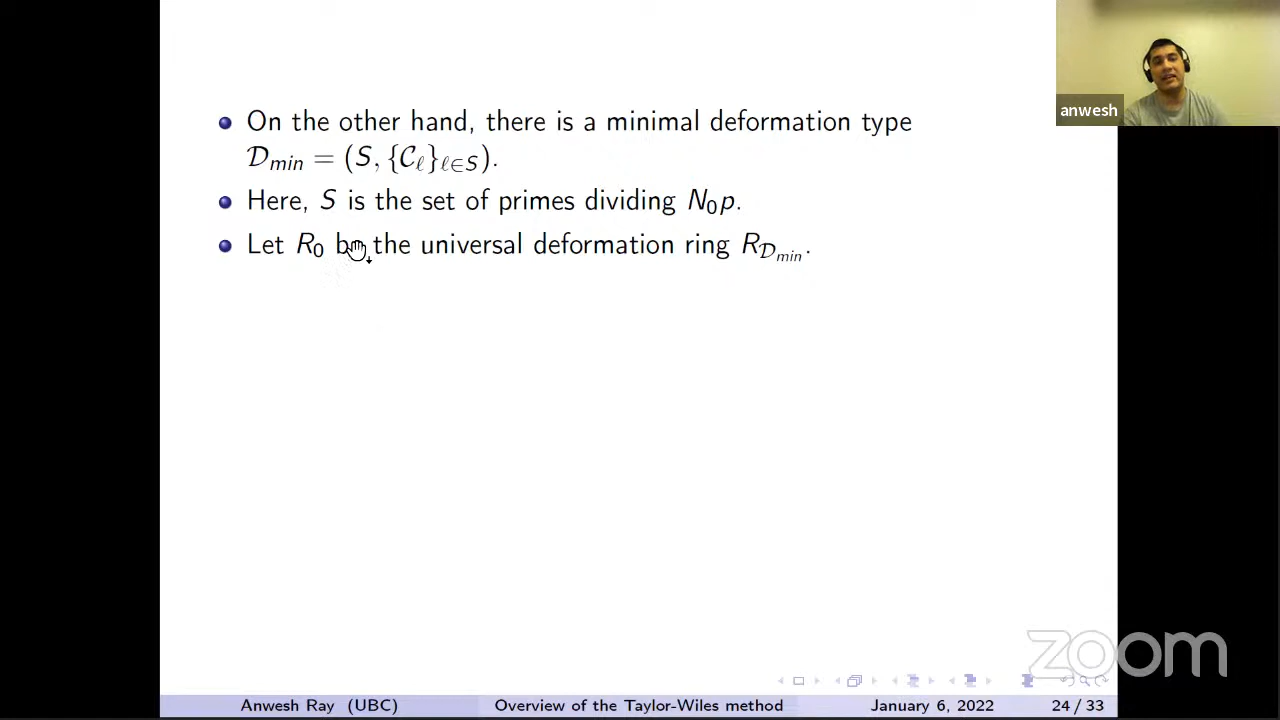 anwesh
On the other hand, there is a minimal deformation type
𝒟_min = (S, {𝒞_ℓ}_{ℓ∈S}).
Here, S is the set of primes dividing N₀p.
Let R₀ be the universal deformation ring R_{𝒟_min}.
zoom
Anwesh Ray (UBC) Overview of the Taylor-Wiles method January 6, 2022 24 / 33